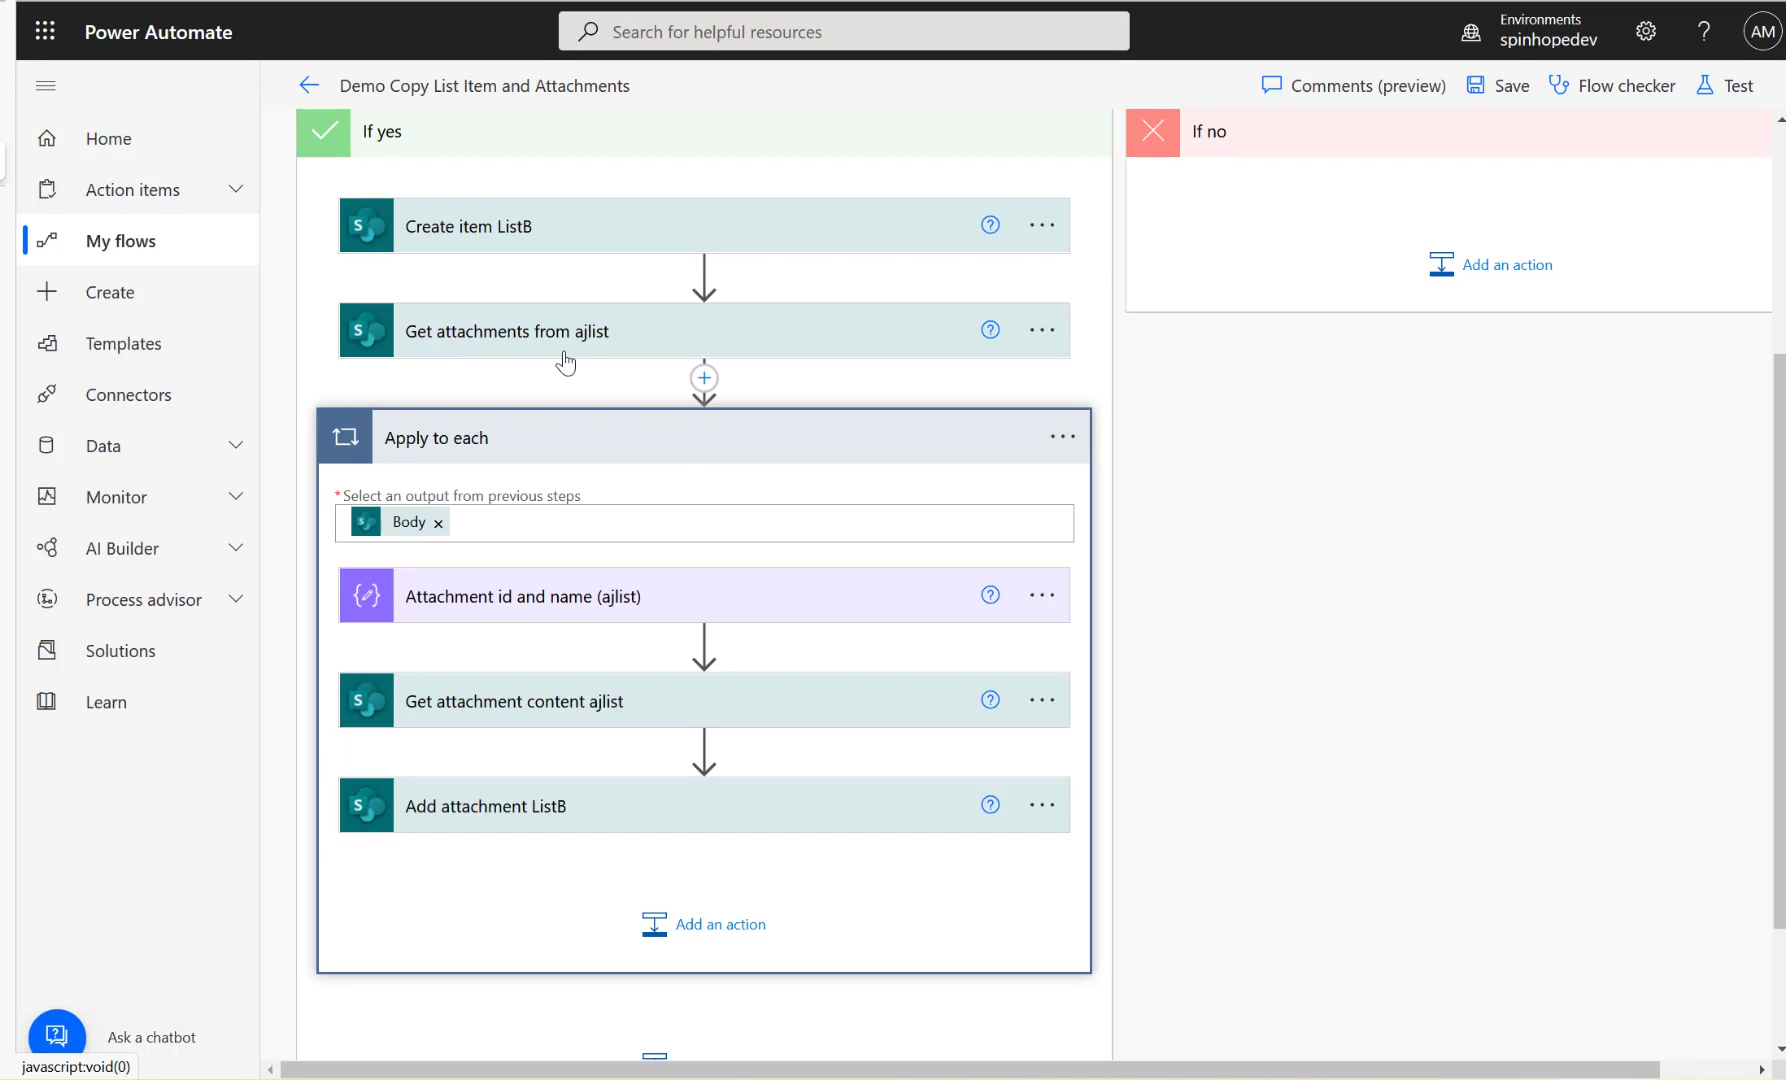 Power Automate
Search for helpful resources
Environments
spinhopedev
AM
Demo Copy List Item and Attachments
Comments (preview)
Save
Flow checker
Test
Home
Action items
My flows
Create
Templates
Connectors
Data
Monitor
AI Builder
Process advisor
Solutions
Learn
Ask a chatbot
javascript:void(0)
If yes
Create item ListB
Get attachments from ajlist
Apply to each
* Select an output from previous steps
Body
Attachment id and name (ajlist)
Get attachment content ajlist
Add attachment ListB
Add an action
If no
Add an action